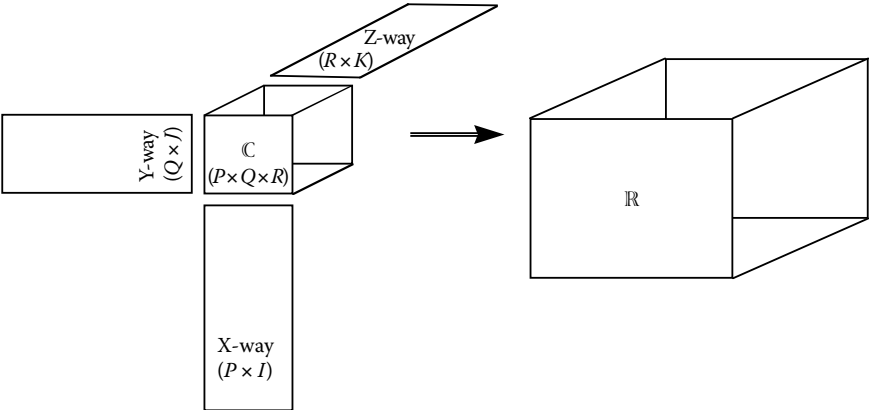 Z-way
(R × K)
Y-way
(Q × J)
ℂ
(P × Q × R)
ℝ
X-way
(P × I)